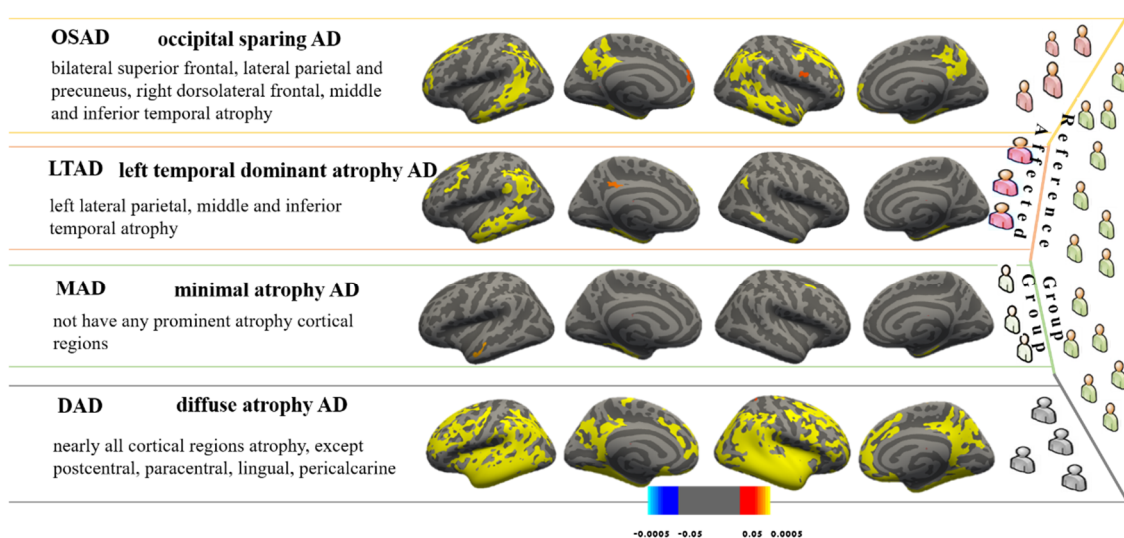 OSAD occipital sparing AD
bilateral superior frontal, lateral parietal and
precuneus, right dorsolateral frontal, middle
and inferior temporal atrophy
LTAD left temporal dominant atrophy AD
left lateral parietal, middle and inferior
temporal atrophy
MAD minimal atrophy AD
not have any prominent atrophy cortical
regions
DAD diffuse atrophy AD
nearly all cortical regions atrophy, except
postcentral, paracentral, lingual, pericalcarine
-0.0005 -0.05 0.05 0.0005
Affected Group
Reference Group